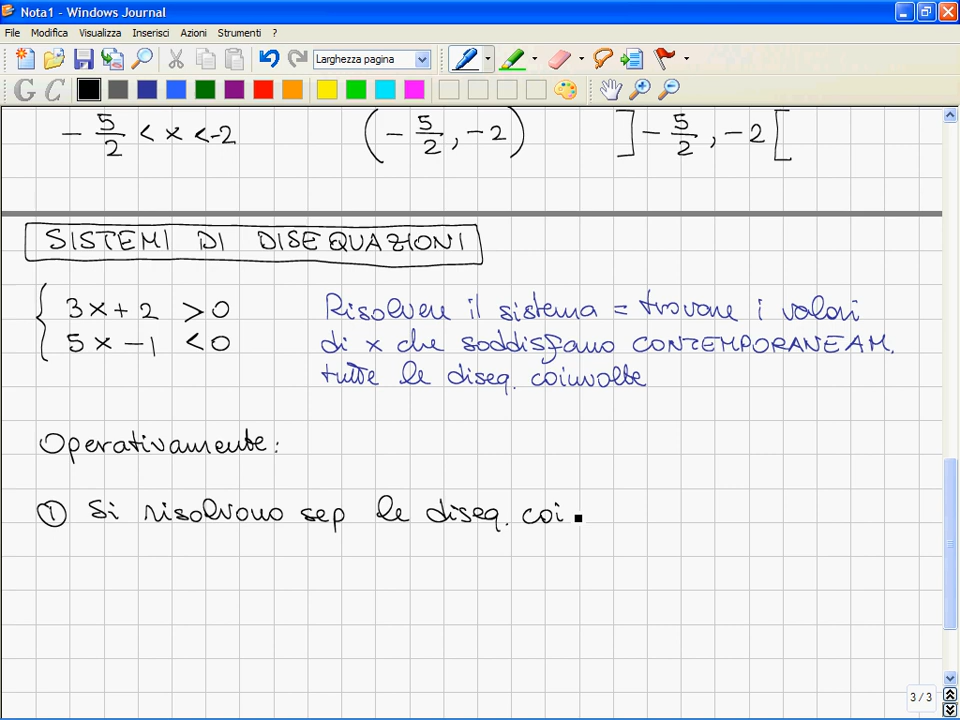 Nota1 - Windows Journal
File Modifica Visualizza Inserisci Azioni Strumenti ?
Larghezza pagina
G C
- 5/2 < x < -2 (- 5/2, -2) ]- 5/2, -2[
SISTEMI DI DISEQUAZIONI
{ 3x + 2 > 0 Risolvere il sistema = trovare i valori
5x - 1 < 0 di x che soddisfano CONTEMPORANEAM.
tutte le diseq. coinvolte
Operativamente:
① Si risolvono sep le diseq. coi
3 / 3